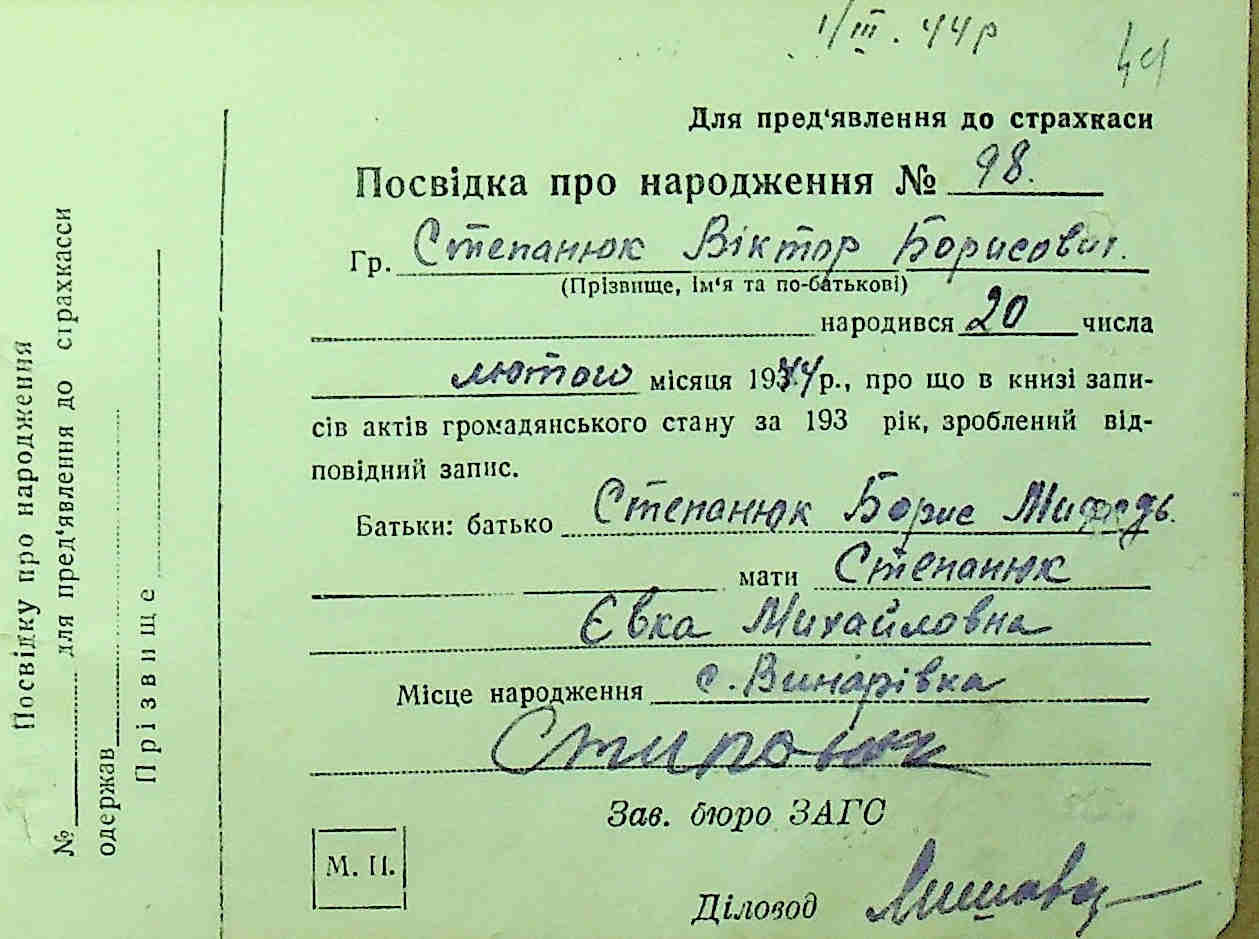 1/III. 44р
49
Для пред'явлення до страхкаси
Посвідка про народження № 98.
Гр. Степанюк Віктор Борисович.
(Прізвище, ім'я та по-батькові)
народився 20 числа
лютого місяця 1944р., про що в книзі запи-
сів актів громадянського стану за 193 рік, зроблений від-
повідний запис.
Батьки: батько Степанюк Борис
мати Степанюк
Євка Михайловна
Місце народження с. Винарівка
Зав. бюро ЗАГС
М. П.
Діловод
Посвідку про народження
№ для пред'явлення до страхкасси
одержав
Прізвище